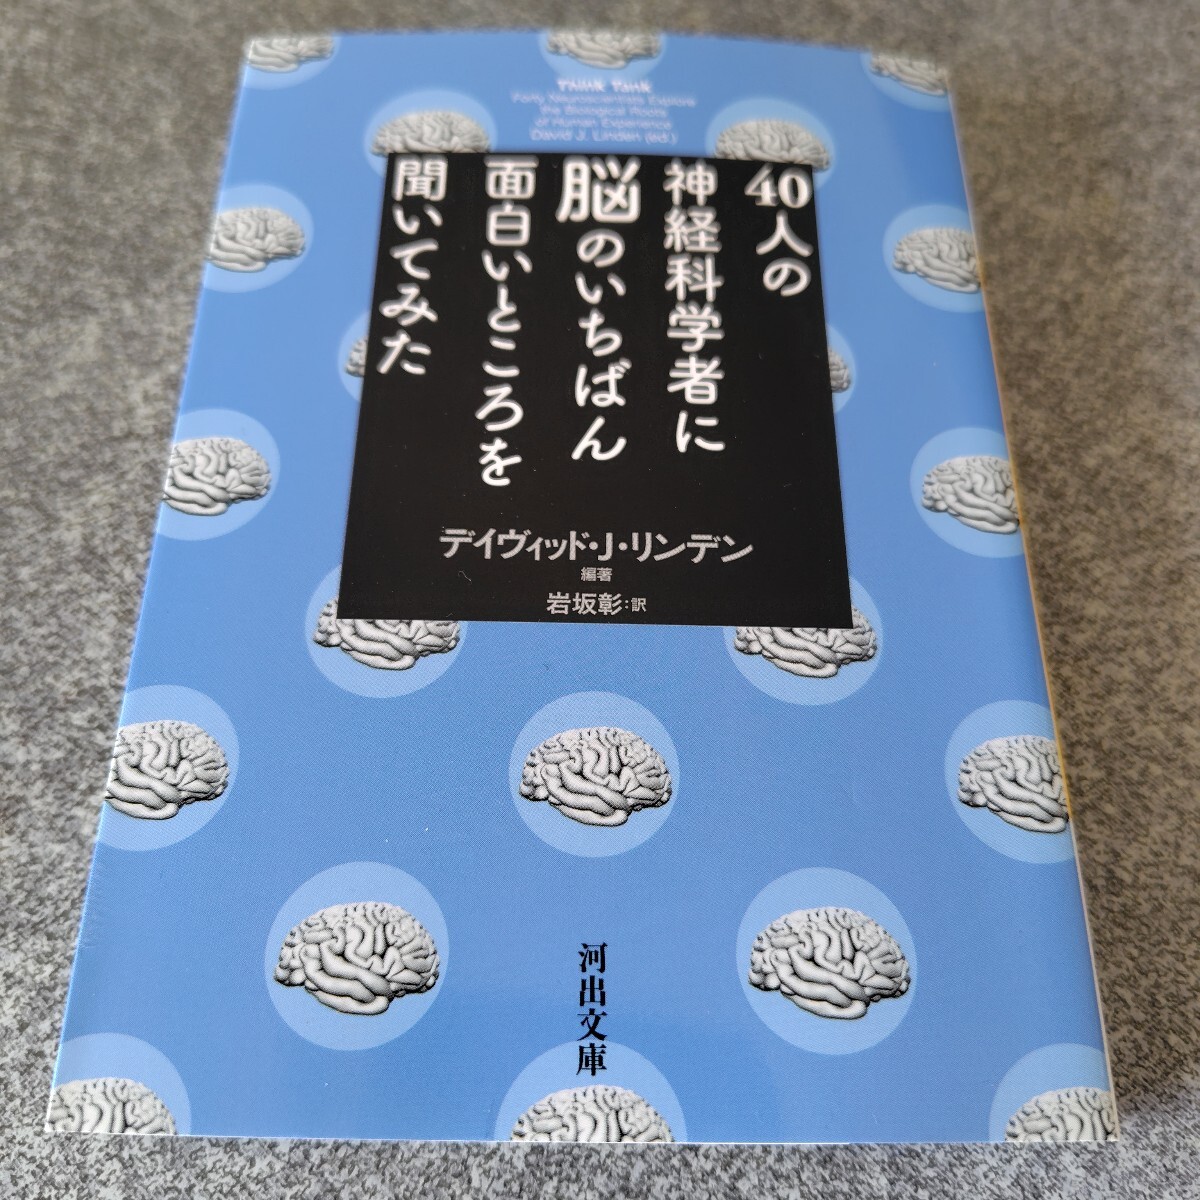 Think Tank
Forty Neuroscientists Explore
the Biological Roots
of Human Experience
David J. Linden (ed.)
40人の
神経科学者に
脳のいちばん
面白いところを
聞いてみた
デイヴィッド・J・リンデン
編著
岩坂彰:訳
河出文庫